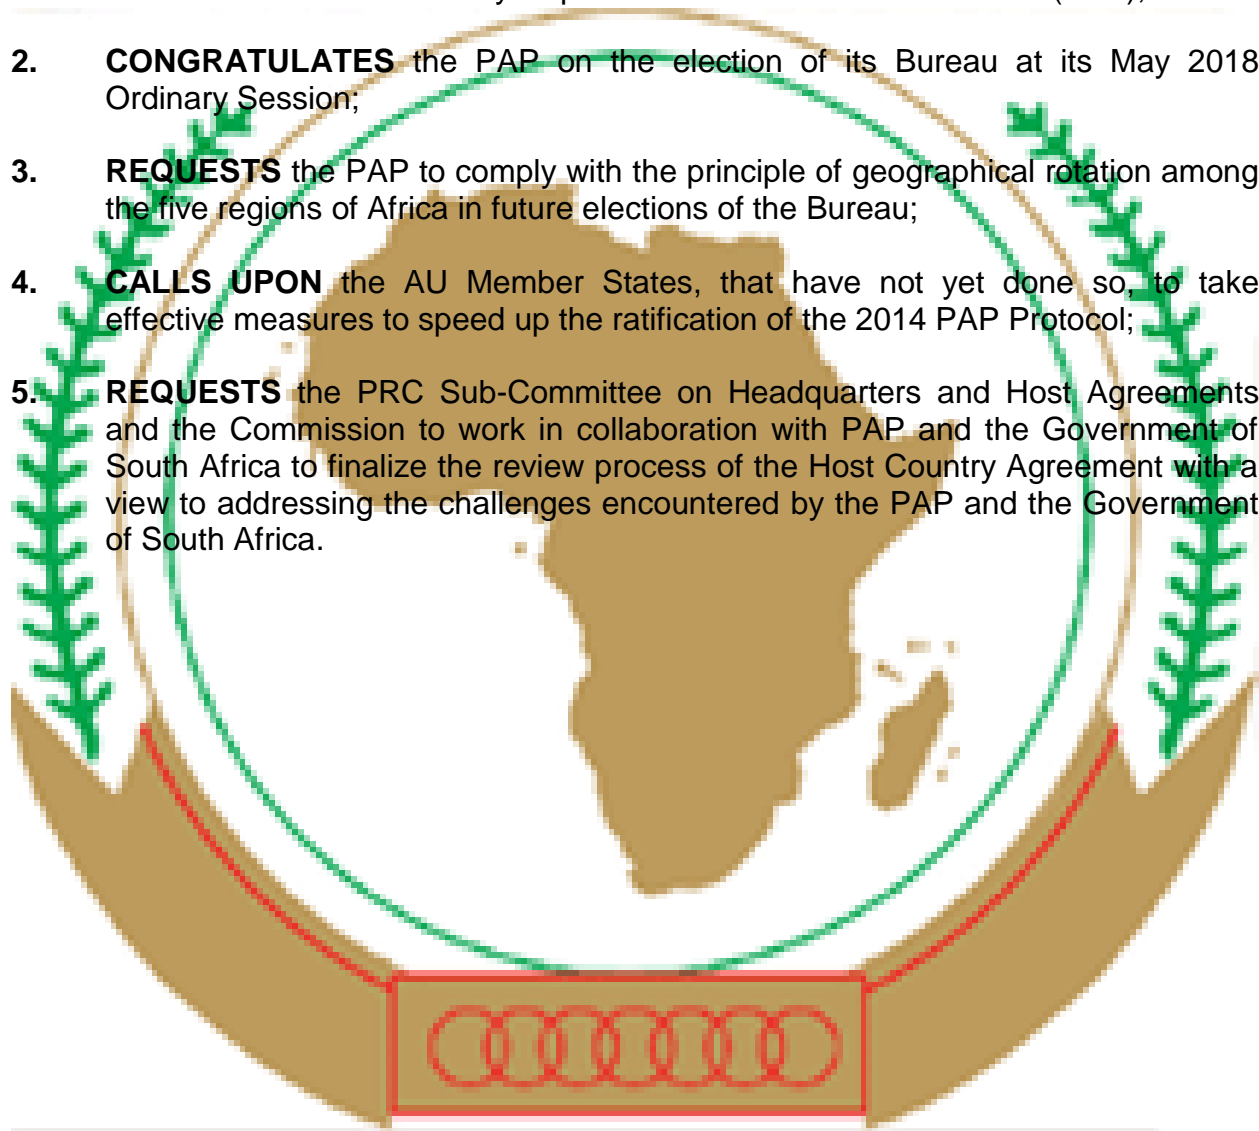 2. CONGRATULATES the PAP on the election of its Bureau at its May 2018
Ordinary Session;
3. REQUESTS the PAP to comply with the principle of geographical rotation among
the five regions of Africa in future elections of the Bureau;
4. CALLS UPON the AU Member States, that have not yet done so, to take
effective measures to speed up the ratification of the 2014 PAP Protocol;
5. REQUESTS the PRC Sub-Committee on Headquarters and Host Agreements
and the Commission to work in collaboration with PAP and the Government of
South Africa to finalize the review process of the Host Country Agreement with a
view to addressing the challenges encountered by the PAP and the Government
of South Africa.